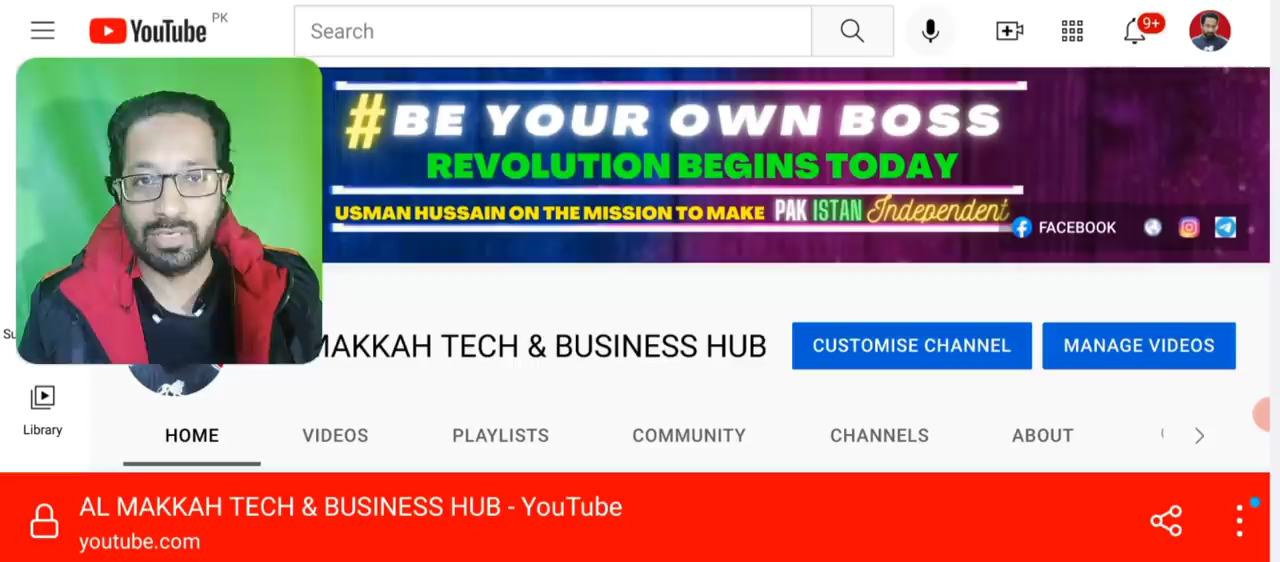 YouTube PK
Search
9+
#BE YOUR OWN BOSS
REVOLUTION BEGINS TODAY
USMAN HUSSAIN ON THE MISSION TO MAKE PAKISTAN Independent
FACEBOOK
MAKKAH TECH & BUSINESS HUB
CUSTOMISE CHANNEL
MANAGE VIDEOS
Library
HOME
VIDEOS
PLAYLISTS
COMMUNITY
CHANNELS
ABOUT
AL MAKKAH TECH & BUSINESS HUB - YouTube
youtube.com